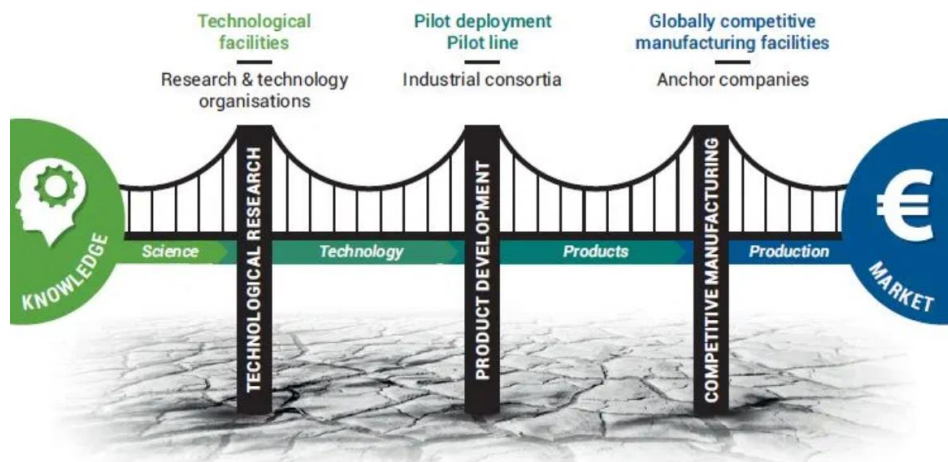 Technological
facilities
Research & technology
organisations
Pilot deployment
Pilot line
Industrial consortia
Globally competitive
manufacturing facilities
Anchor companies
KNOWLEDGE
Science
TECHNOLOGICAL RESEARCH
Technology
PRODUCT DEVELOPMENT
Products
COMPETITIVE MANUFACTURING
Production
€
MARKET